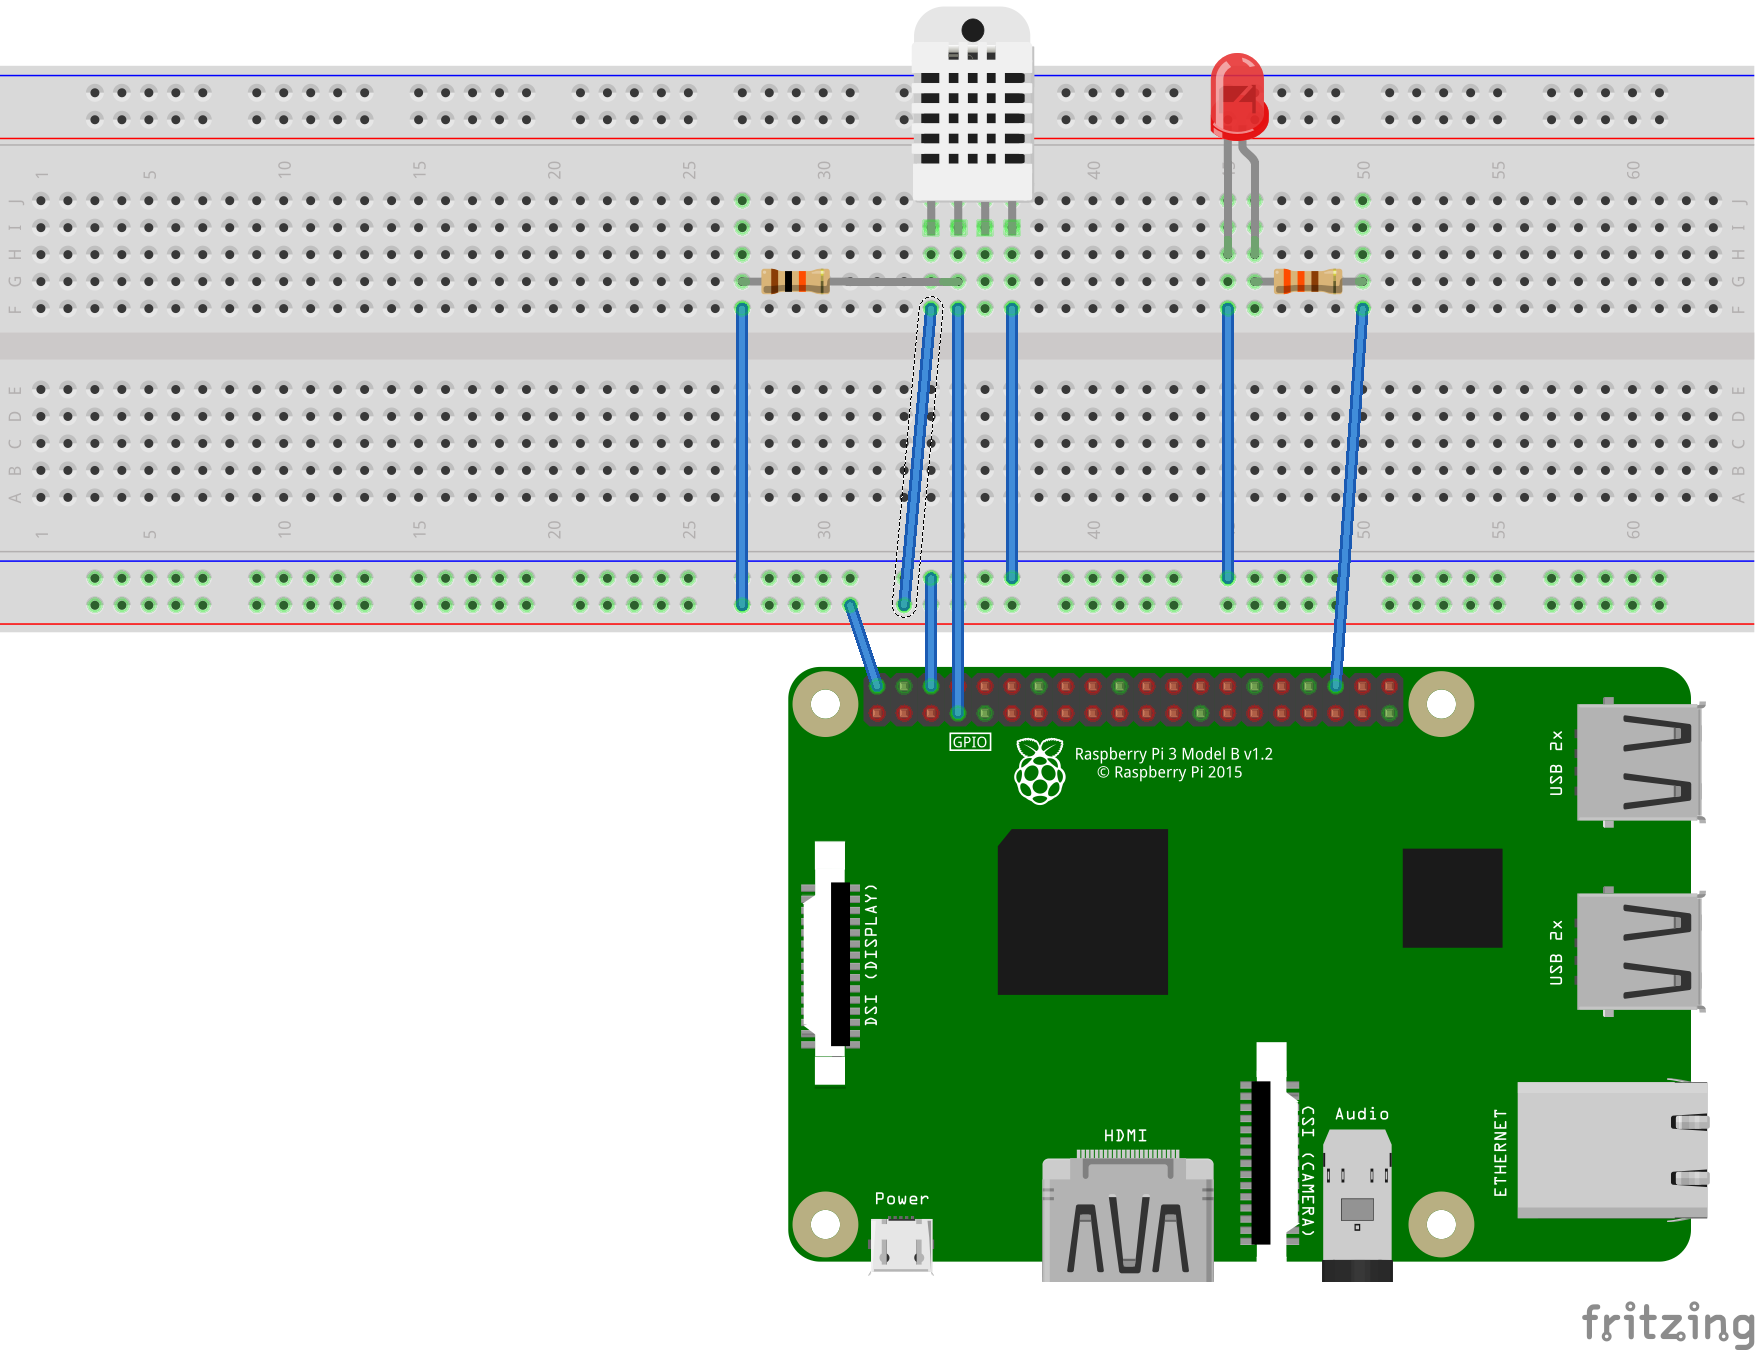 1 5 10 15 20 25 30 40 50 55 60
J J
I I
H H
G G
F F
E E
D D
C C
B B
A A
1 5 10 15 20 25 30 40 50 55 60
GPIO
Raspberry Pi 3 Model B v1.2
© Raspberry Pi 2015
USB 2x
DSI (DISPLAY)
USB 2x
CSI (CAMERA)
Audio
ETHERNET
HDMI
Power
fritzing